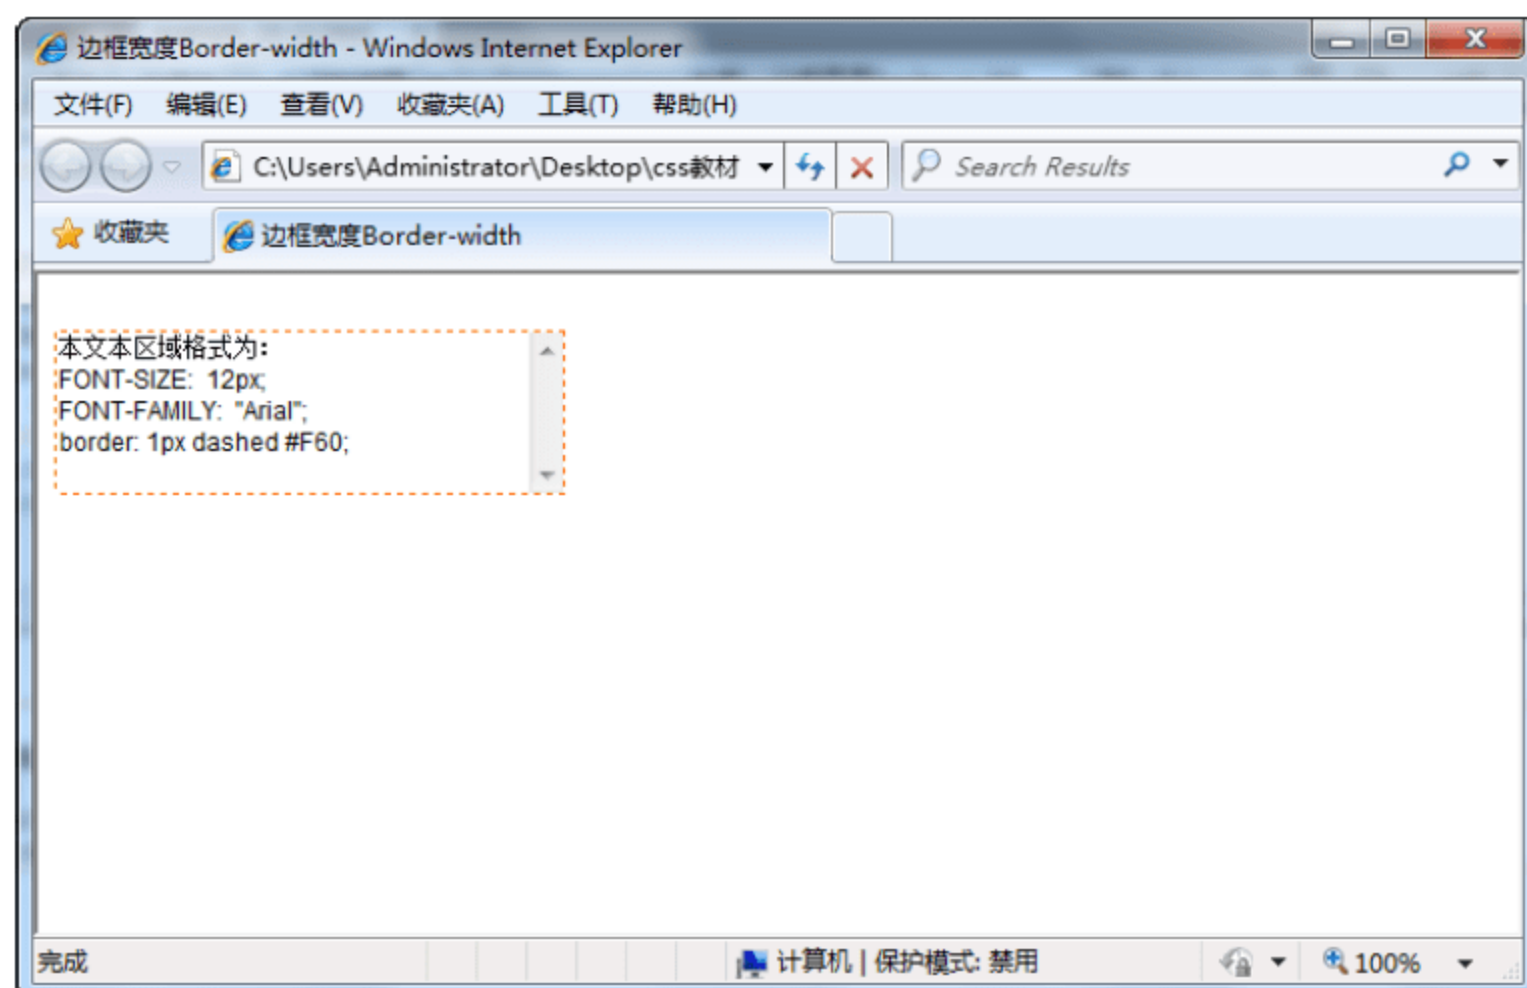 边框宽度Border-width - Windows Internet Explorer
文件(F) 编辑(E) 查看(V) 收藏夹(A) 工具(T) 帮助(H)
C:\Users\Administrator\Desktop\css教材 Search Results
收藏夹 边框宽度Border-width
本文本区域格式为：
FONT-SIZE: 12px;
FONT-FAMILY: "Arial";
border: 1px dashed #F60;
完成 计算机 | 保护模式: 禁用 100%